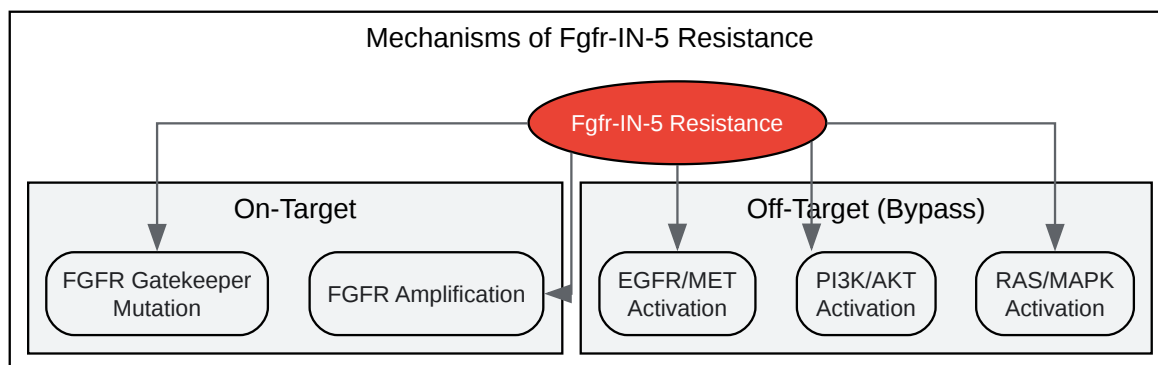 Mechanisms of Fgfr-IN-5 Resistance
Fgfr-IN-5 Resistance
On-Target
Off-Target (Bypass)
FGFR Gatekeeper
Mutation
FGFR Amplification
EGFR/MET
Activation
PI3K/AKT
Activation
RAS/MAPK
Activation